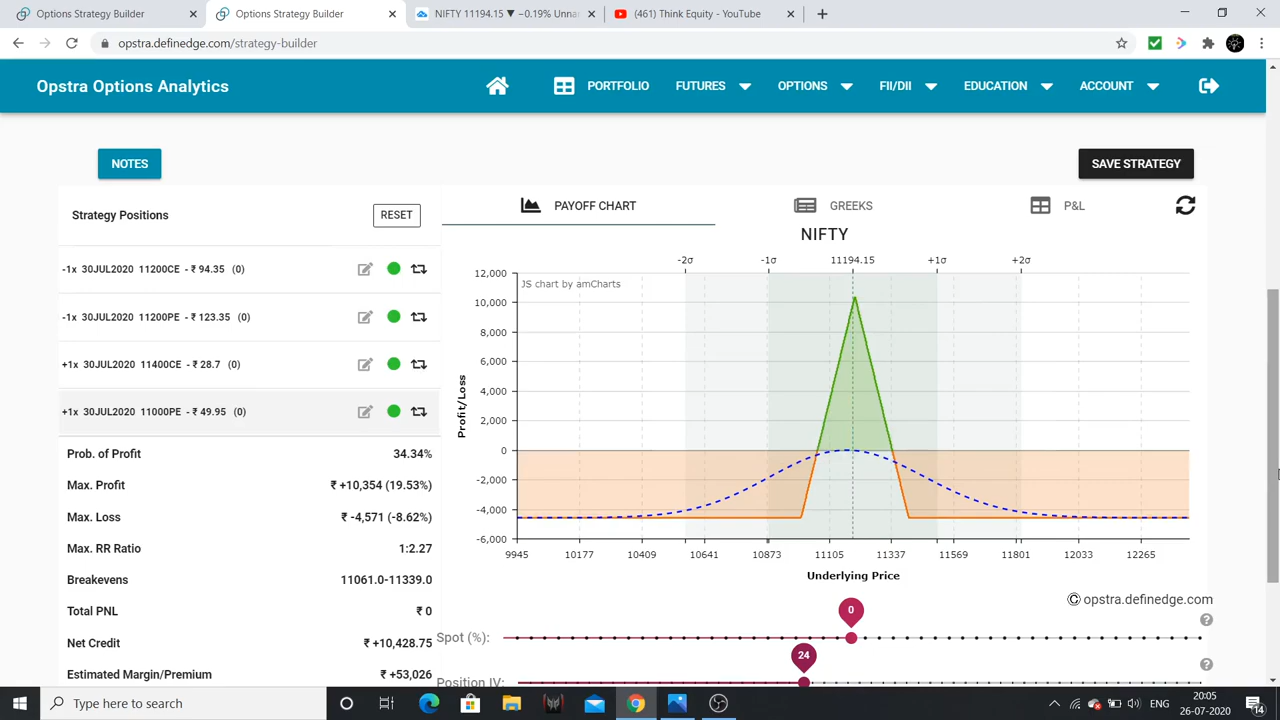 Options Strategy Builder
Options Strategy Builder
NIFTY 11194.15 ▼ −0.19% Unna
(461) Think Equity - YouTube
opstra.definedge.com/strategy-builder
Opstra Options Analytics
PORTFOLIO
FUTURES
OPTIONS
FII/DII
EDUCATION
ACCOUNT
NOTES
SAVE STRATEGY
Strategy Positions
RESET
PAYOFF CHART
GREEKS
P&L
NIFTY
-1x 30JUL2020 11200CE - ₹ 94.35 (0)
-1x 30JUL2020 11200PE - ₹ 123.35 (0)
+1x 30JUL2020 11400CE - ₹ 28.7 (0)
+1x 30JUL2020 11000PE - ₹ 49.95 (0)
Prob. of Profit 34.34%
Max. Profit ₹ +10,354 (19.53%)
Max. Loss ₹ -4,571 (-8.62%)
Max. RR Ratio 1:2.27
Breakevens 11061.0-11339.0
Total PNL ₹ 0
Net Credit ₹ +10,428.75
Estimated Margin/Premium ₹ +53,026
-2σ -1σ 11194.15 +1σ +2σ
JS chart by amCharts
12,000
10,000
8,000
6,000
4,000
2,000
0
-2,000
-4,000
-6,000
Profit/Loss
9945 10177 10409 10641 10873 11105 11337 11569 11801 12033 12265
Underlying Price
© opstra.definedge.com
0
Spot (%):
24
Position IV:
Type here to search
ENG
20:05
26-07-2020
14